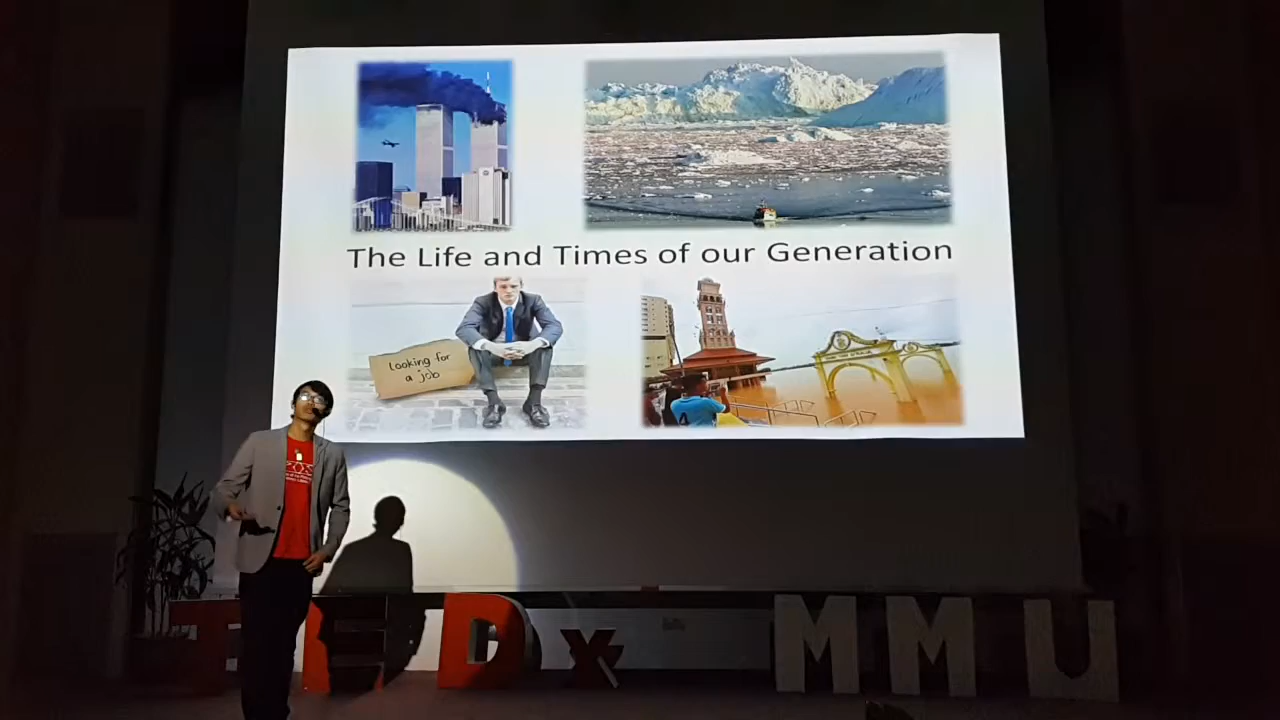 The Life and Times of our Generation
Looking for
a job
TEDx MMU